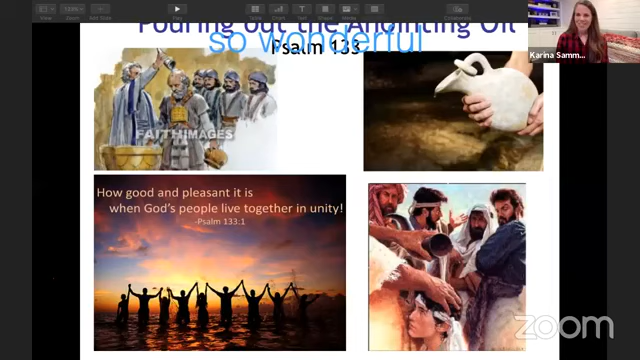 Pouring out the Anointing Oil
so wonderful
Psalm 133
Karina Samm...
FAITHIMAGES
How good and pleasant it is
when God's people live together in unity!
-Psalm 133:1
zoom